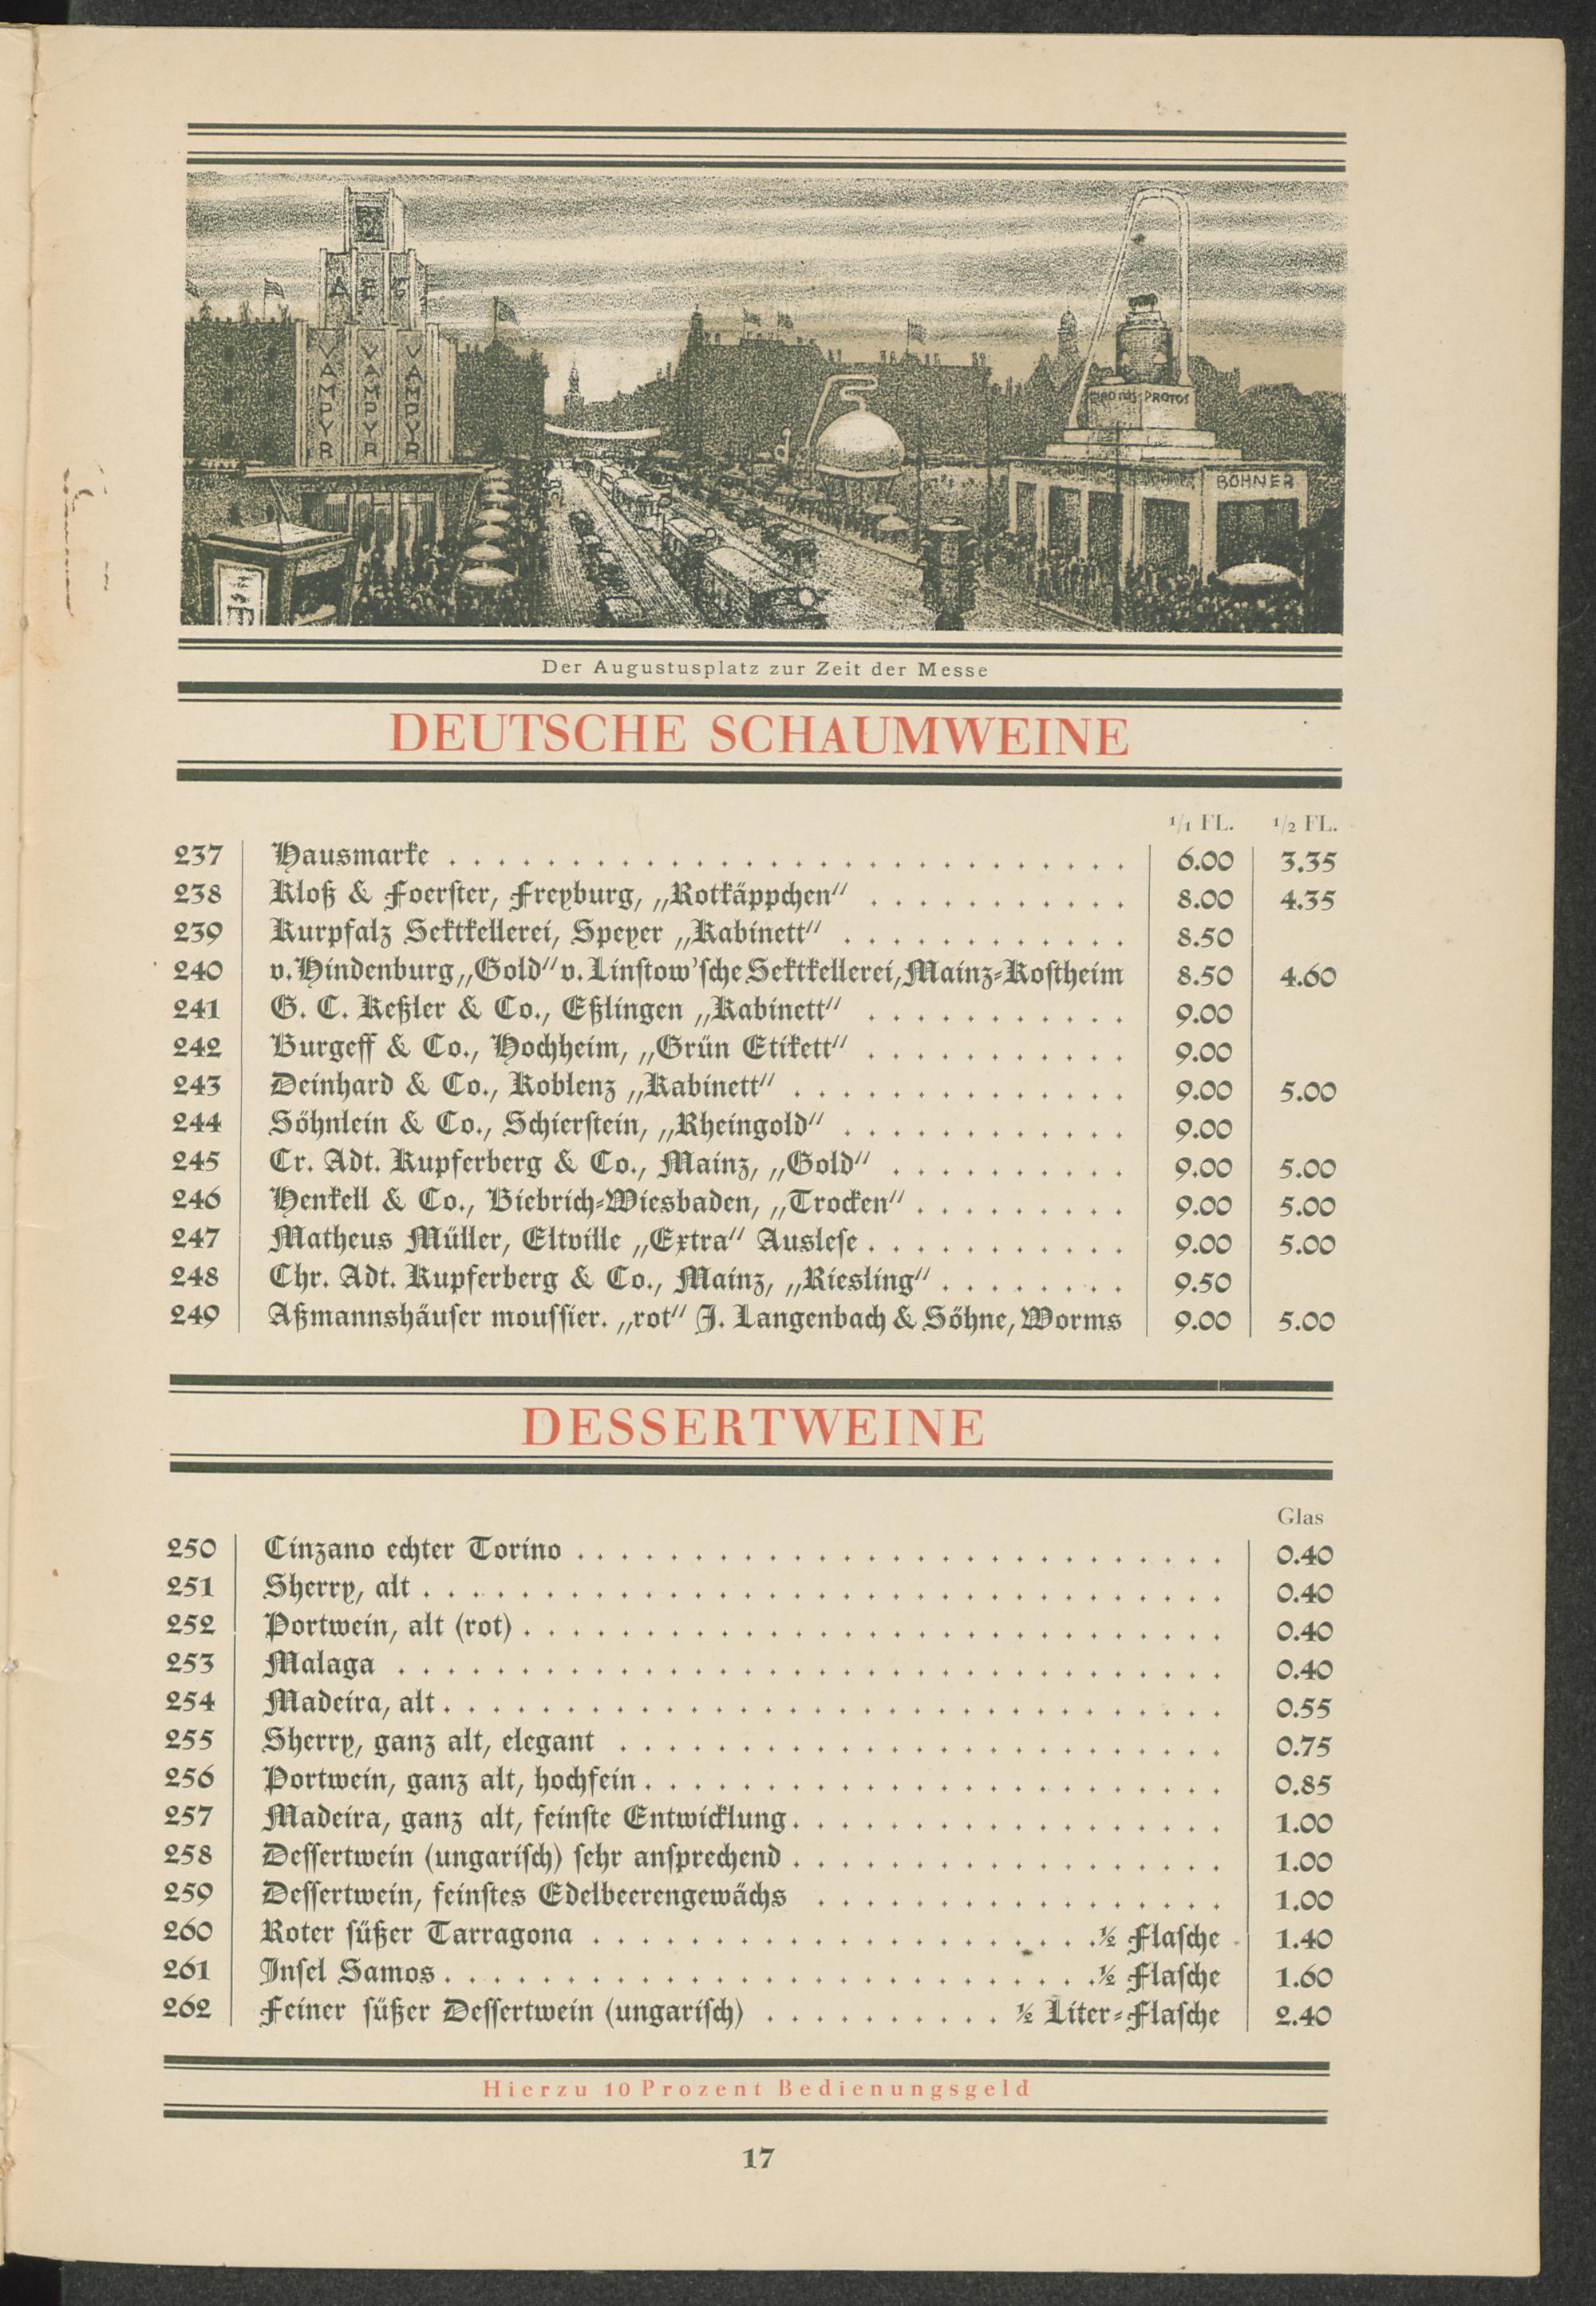 AEG
VAMPYR VAMPYR VAMPYR
PROTOS
BOHNER
Der Augustusplatz zur Zeit der Messe
DEUTSCHE SCHAUMWEINE
1/1 FL. 1/2 FL.
237 Hausmarke 6.00 3.35
238 Kloß & Foerster, Freyburg, „Rotkäppchen“ 8.00 4.35
239 Kurpfalz Sektkellerei, Speyer „Kabinett“ 8.50
240 v. Hindenburg „Gold“ v. Linstow'sche Sektkellerei, Mainz-Kostheim 8.50 4.60
241 G. C. Keßler & Co., Eßlingen „Kabinett“ 9.00
242 Burgeff & Co., Hochheim, „Grün Etikett“ 9.00
243 Deinhard & Co., Koblenz „Kabinett“ 9.00 5.00
244 Söhnlein & Co., Schierstein, „Rheingold“ 9.00
245 Cr. Adt. Kupferberg & Co., Mainz, „Gold“ 9.00 5.00
246 Henkell & Co., Biebrich-Wiesbaden, „Trocken“ 9.00 5.00
247 Matheus Müller, Eltville „Extra“ Auslese 9.00 5.00
248 Chr. Adt. Kupferberg & Co., Mainz, „Riesling“ 9.50
249 Aßmannshäuser moussier. „rot“ J. Langenbach & Söhne, Worms 9.00 5.00
DESSERTWEINE
Glas
250 Cinzano echter Torino 0.40
251 Sherry, alt 0.40
252 Portwein, alt (rot) 0.40
253 Malaga 0.40
254 Madeira, alt 0.55
255 Sherry, ganz alt, elegant 0.75
256 Portwein, ganz alt, hochfein 0.85
257 Madeira, ganz alt, feinste Entwicklung 1.00
258 Dessertwein (ungarisch) sehr ansprechend 1.00
259 Dessertwein, feinstes Edelbeerengewächs 1.00
260 Roter süßer Tarragona ½ Flasche 1.40
261 Insel Samos ½ Flasche 1.60
262 Feiner süßer Dessertwein (ungarisch) ½ Liter-Flasche 2.40
Hierzu 10 Prozent Bedienungsgeld
17